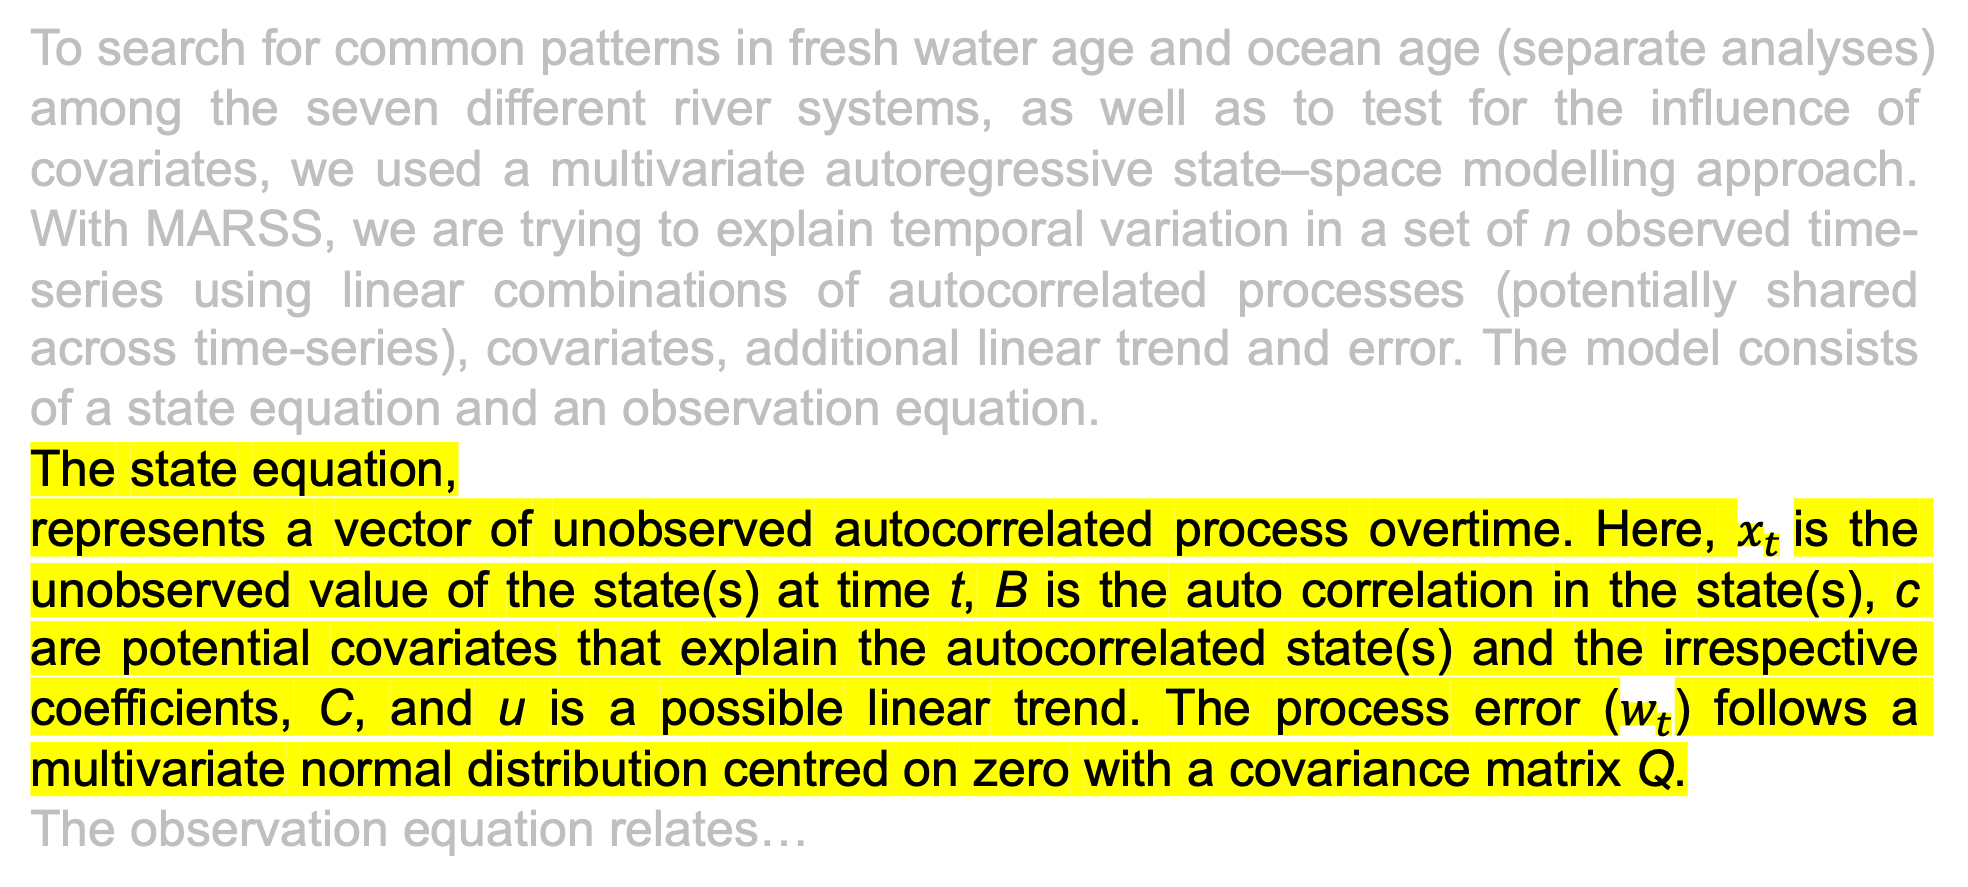 To search for common patterns in fresh water age and ocean age (separate analyses)
among the seven different river systems, as well as to test for the influence of
covariates, we used a multivariate autoregressive state–space modelling approach.
With MARSS, we are trying to explain temporal variation in a set of n observed time-
series using linear combinations of autocorrelated processes (potentially shared
across time-series), covariates, additional linear trend and error. The model consists
of a state equation and an observation equation.
The state equation,
represents a vector of unobserved autocorrelated process overtime. Here, xₜ is the
unobserved value of the state(s) at time t, B is the auto correlation in the state(s), c
are potential covariates that explain the autocorrelated state(s) and the irrespective
coefficients, C, and u is a possible linear trend. The process error (wₜ) follows a
multivariate normal distribution centred on zero with a covariance matrix Q.
The observation equation relates…